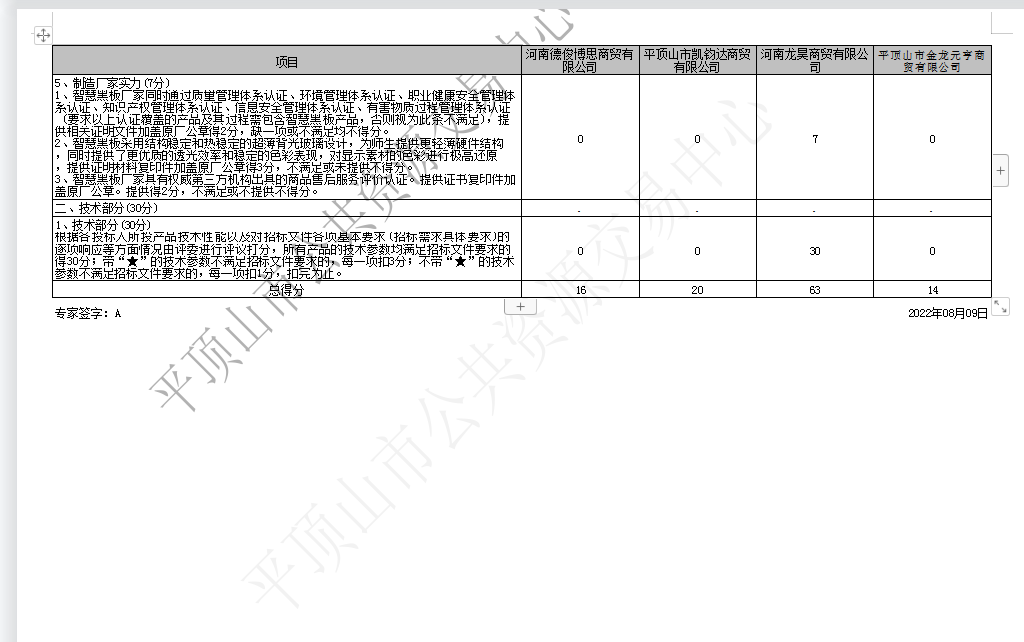 项目
河南德俊博思商贸有限公司
平顶山市凯钧达商贸有限公司
河南龙昊商贸有限公司
平顶山市金龙元亨商贸有限公司
5、制造厂家实力(7分)
1、智慧黑板厂家同时通过质量管理体系认证、环境管理体系认证、职业健康安全管理体
系认证、知识产权管理体系认证、信息安全管理体系认证、有害物质过程管理体系认证
（要求以上认证覆盖的产品及其过程需包含智慧黑板产品，否则视为此条不满足），提
供相关证明文件加盖原厂公章得2分，缺一项或不满足均不得分。
2、智慧黑板采用结构稳定和热稳定的超薄背光玻璃设计，为师生提供更轻薄硬件结构
，同时提供了更优质的透光效率和稳定的色彩表现，对显示素材的色彩进行极高还原
，提供证明材料复印件加盖原厂公章得3分，不满足或未提供不得分。
3、智慧黑板厂家具有权威第三方机构出具的商品售后服务评价认证。提供证书复印件加
盖原厂公章。提供得2分，不满足或不提供不得分。
0
0
7
0
二、技术部分(30分)
.
.
.
.
1、技术部分(30分)
根据各投标人所投产品技术性能以及对招标文件各项基本要求(招标需求具体要求)的
逐项响应等方面情况由评委进行评议打分，所有产品的技术参数均满足招标文件要求的
得30分；带“★”的技术参数不满足招标文件要求的，每一项扣3分；不带“★”的技术
参数不满足招标文件要求的，每一项扣1分，扣完为止。
0
0
30
0
总得分
16
20
63
14
专家签字：A
2022年08月09日
平顶山市公共资源交易中心
平顶山市公共资源交易中心